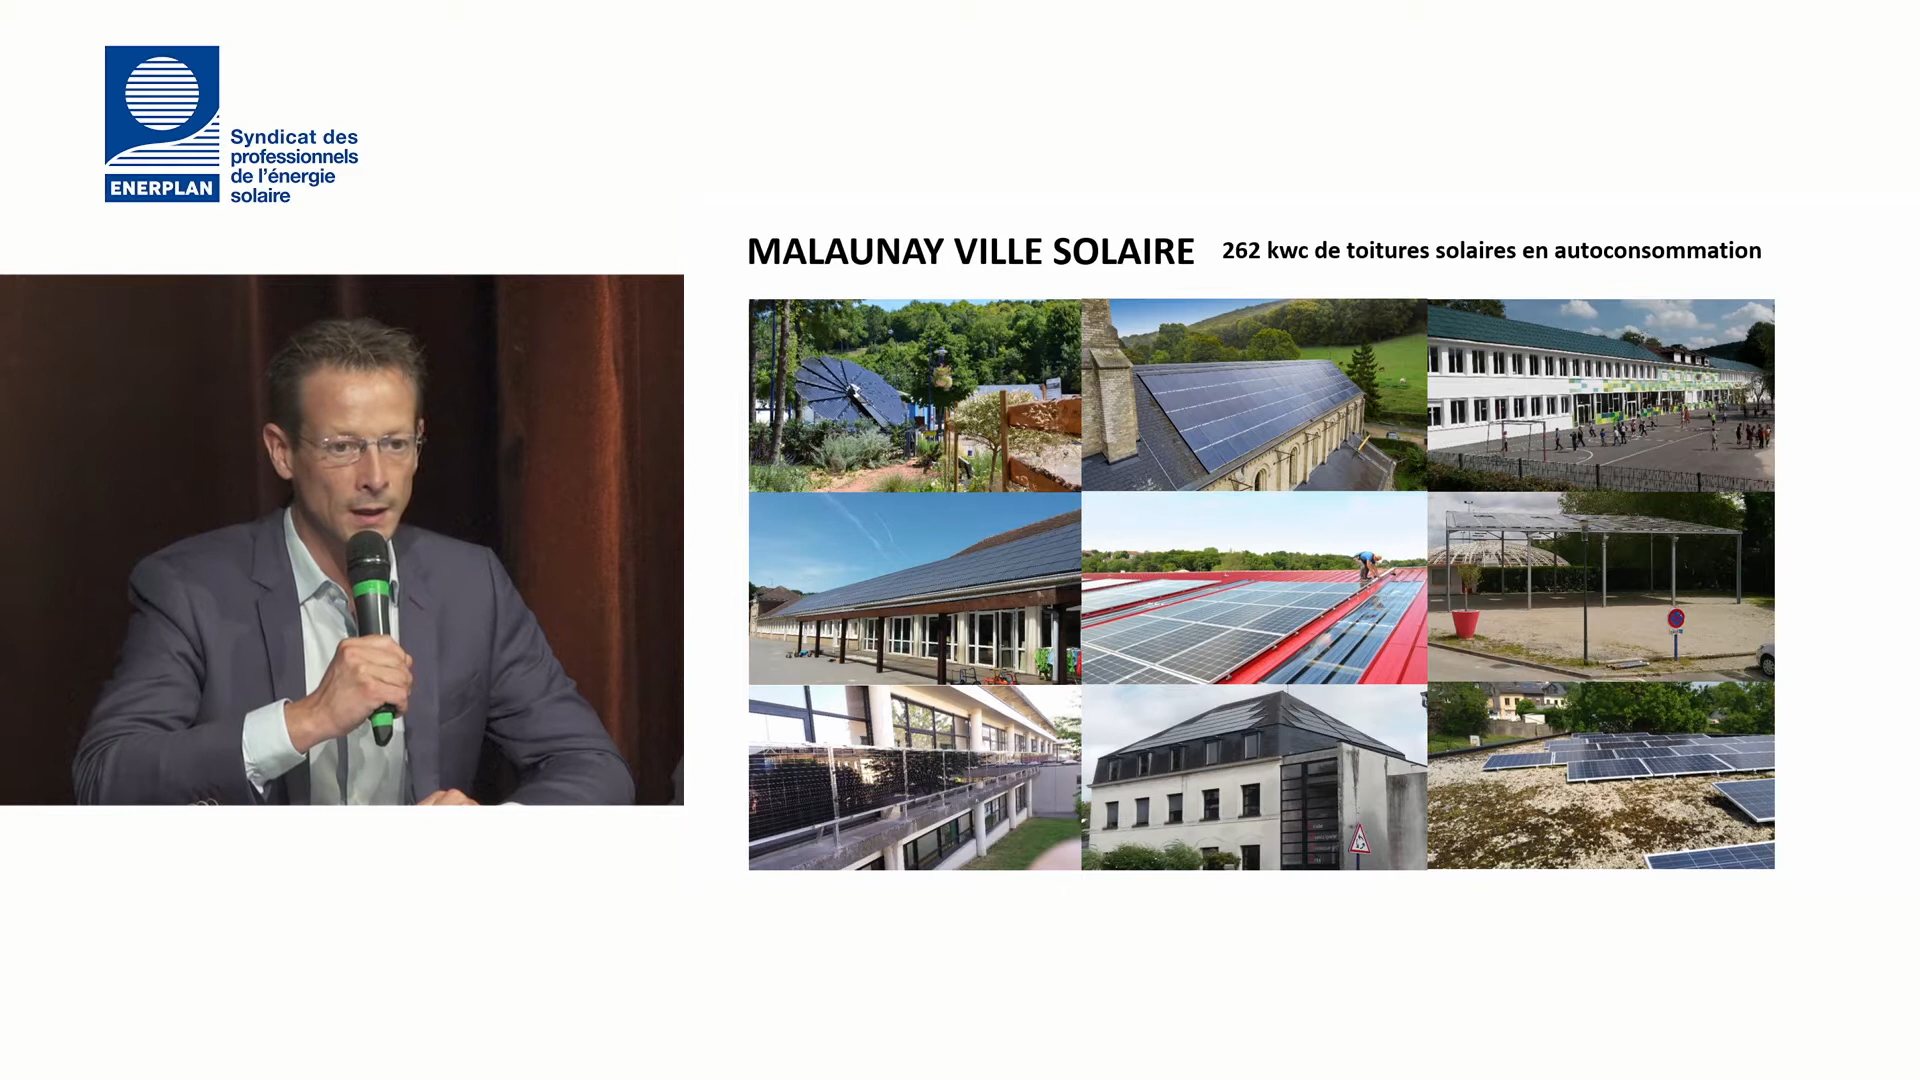 Syndicat des
professionnels
de l'énergie
solaire
ENERPLAN
MALAUNAY VILLE SOLAIRE
262 kwc de toitures solaires en autoconsommation